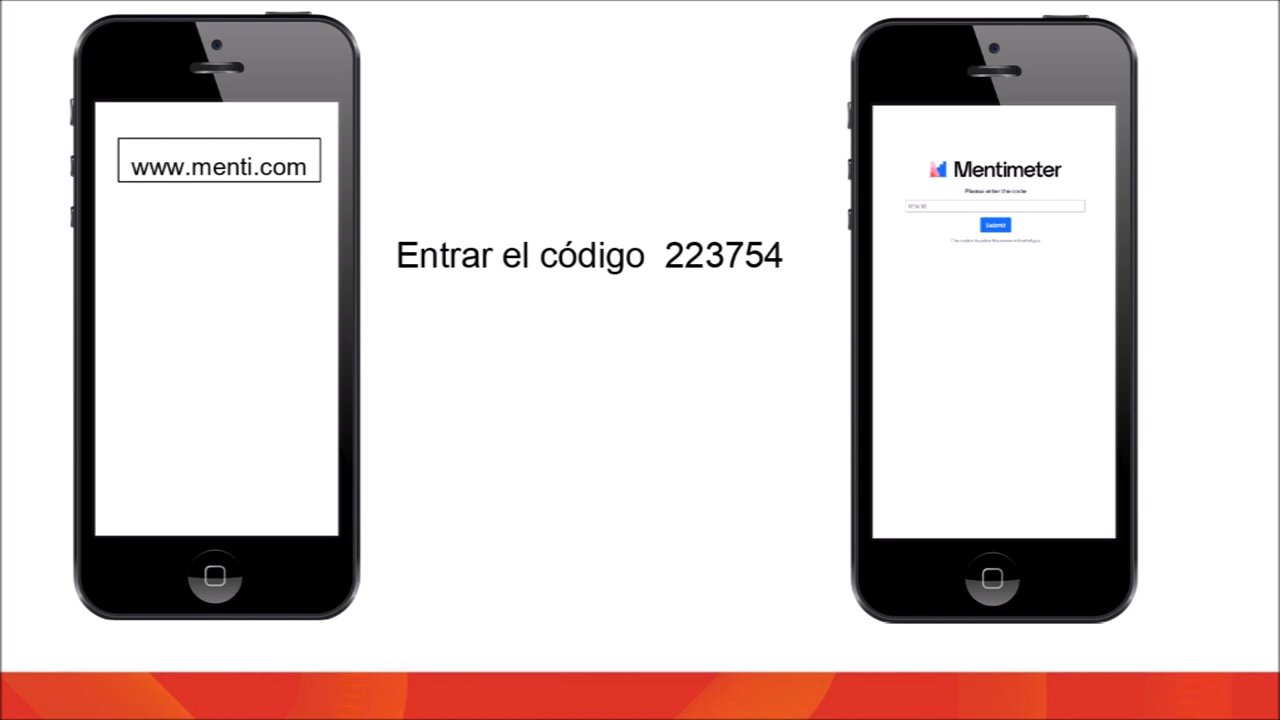 www.menti.com
Entrar el código 223754
Mentimeter
Please enter the code
Submit